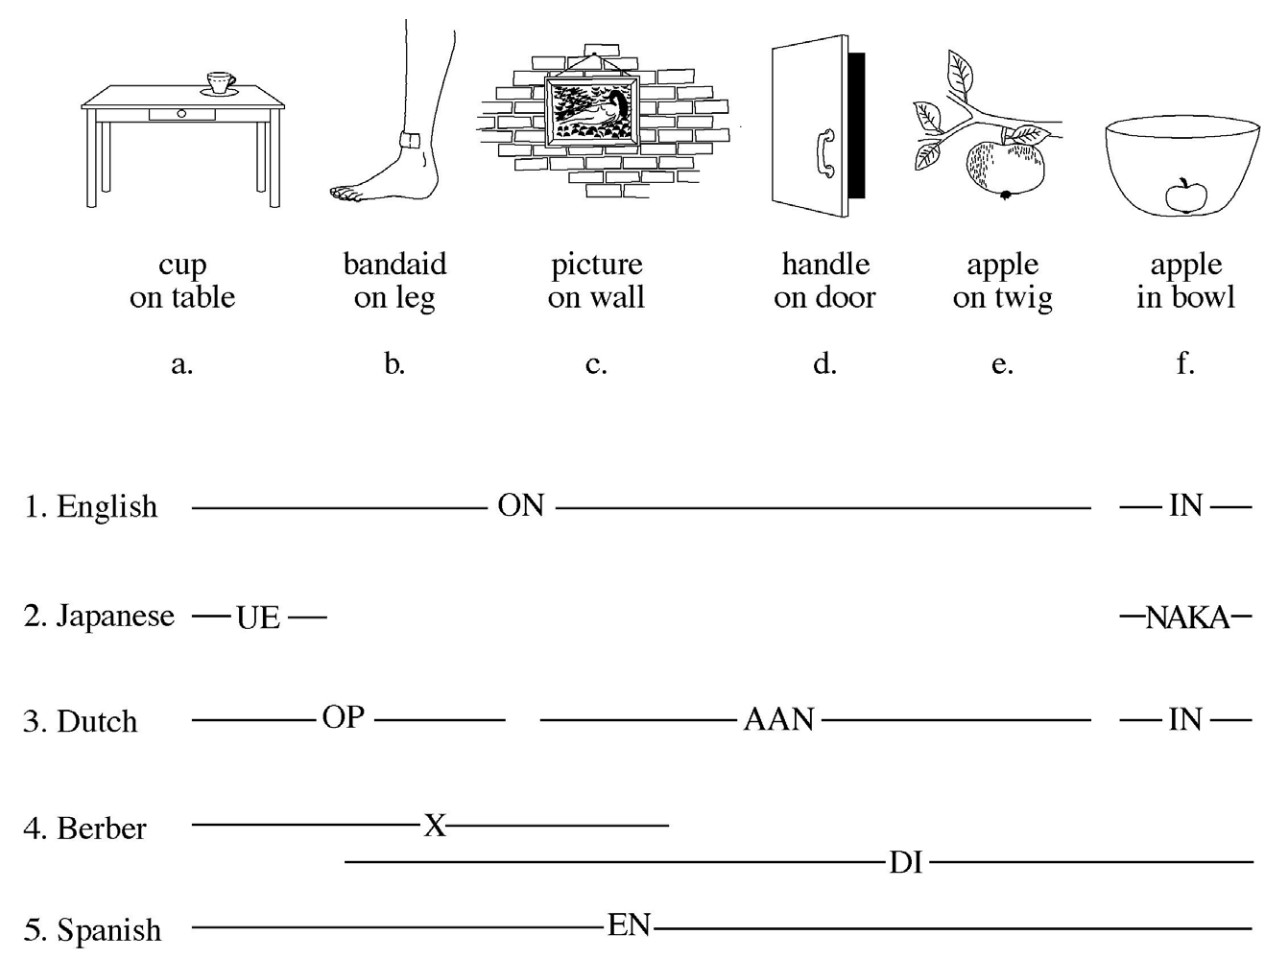 cup bandaid picture handle apple apple
on table on leg on wall on door on twig in bowl
a. b. c. d. e. f.
1. English ON IN
2. Japanese UE NAKA
3. Dutch OP AAN IN
4. Berber X
DI
5. Spanish EN